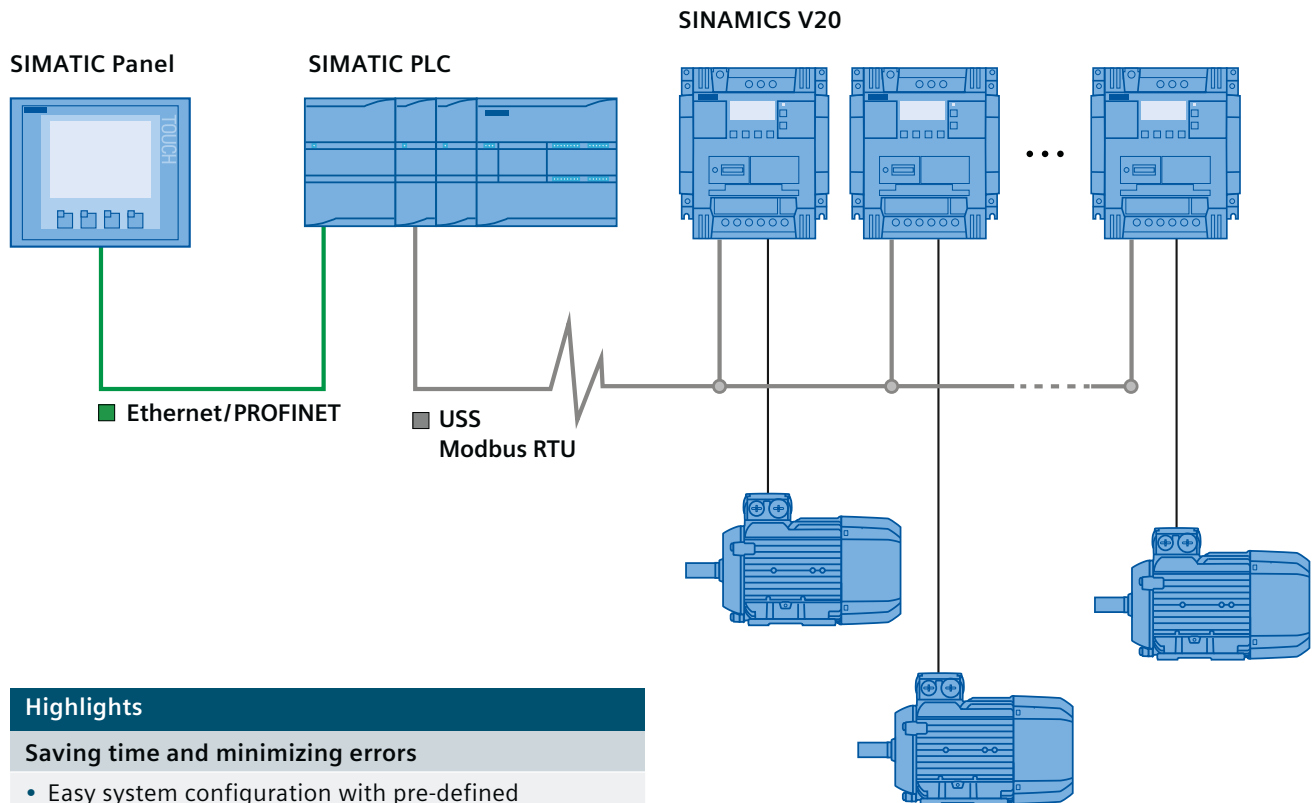 SINAMICS V20
SIMATIC Panel
SIMATIC PLC
TOUCH
Ethernet/PROFINET
USS
Modbus RTU
Highlights
Saving time and minimizing errors
• Easy system configuration with pre-defined